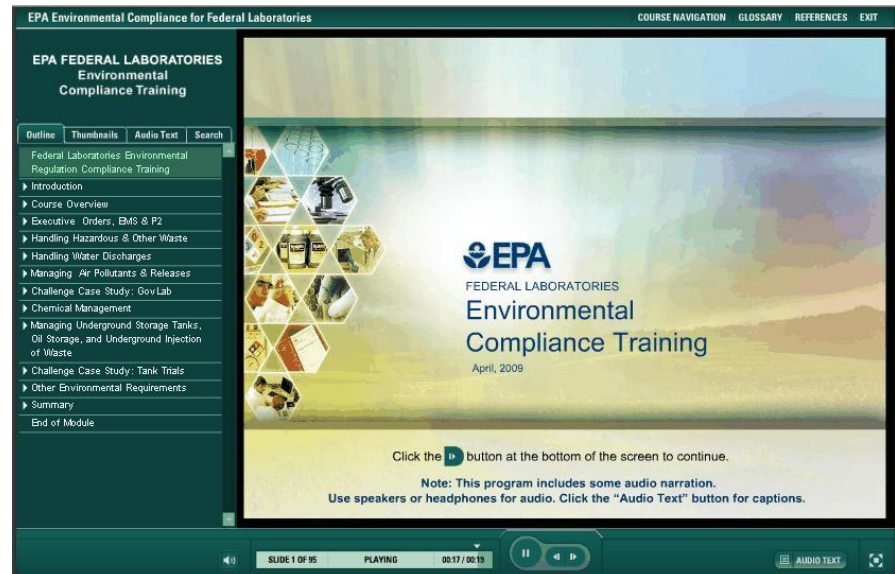 EPA Environmental Compliance for Federal Laboratories
COURSE NAVIGATION GLOSSARY REFERENCES EXIT
EPA FEDERAL LABORATORIES
Environmental
Compliance Training
Outline Thumbnails Audio Text Search
Federal Laboratories Environmental
Regulation Compliance Training
Introduction
Course Overview
Executive Orders, EMS & P2
Handling Hazardous & Other Waste
Handling Water Discharges
Managing Air Pollutants & Releases
Challenge Case Study: GovLab
Chemical Management
Managing Underground Storage Tanks,
Oil Storage, and Underground Injection
of Waste
Challenge Case Study: Tank Trials
Other Environmental Requirements
Summary
End of Module
EPA
FEDERAL LABORATORIES
Environmental
Compliance Training
April, 2009
Click the button at the bottom of the screen to continue.
Note: This program includes some audio narration.
Use speakers or headphones for audio. Click the “Audio Text” button for captions.
SLIDE 1 OF 95 PLAYING 00:17 / 00:19
AUDIO TEXT